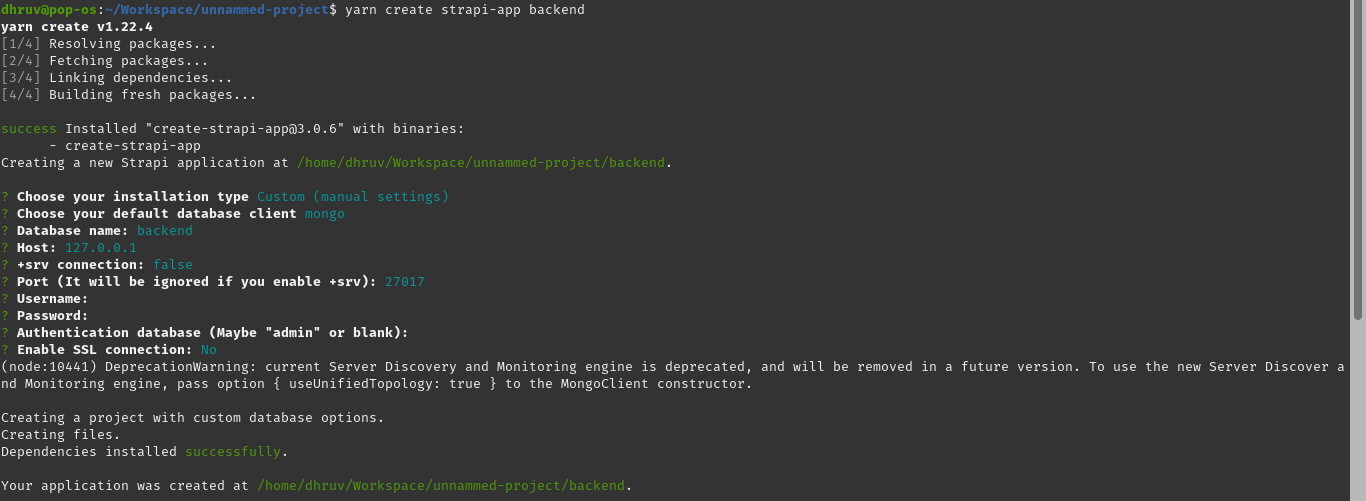 dhruv@pop-os:~/Workspace/unnammed-project$ yarn create strapi-app backend
yarn create v1.22.4
[1/4] Resolving packages...
[2/4] Fetching packages...
[3/4] Linking dependencies...
[4/4] Building fresh packages...
success Installed "create-strapi-app@3.0.6" with binaries:
      - create-strapi-app
Creating a new Strapi application at /home/dhruv/Workspace/unnammed-project/backend.
? Choose your installation type Custom (manual settings)
? Choose your default database client mongo
? Database name: backend
? Host: 127.0.0.1
? +srv connection: false
? Port (It will be ignored if you enable +srv): 27017
? Username:
? Password:
? Authentication database (Maybe "admin" or blank):
? Enable SSL connection: No
(node:10441) DeprecationWarning: current Server Discovery and Monitoring engine is deprecated, and will be removed in a future version. To use the new Server Discover a
nd Monitoring engine, pass option { useUnifiedTopology: true } to the MongoClient constructor.
Creating a project with custom database options.
Creating files.
Dependencies installed successfully.
Your application was created at /home/dhruv/Workspace/unnammed-project/backend.